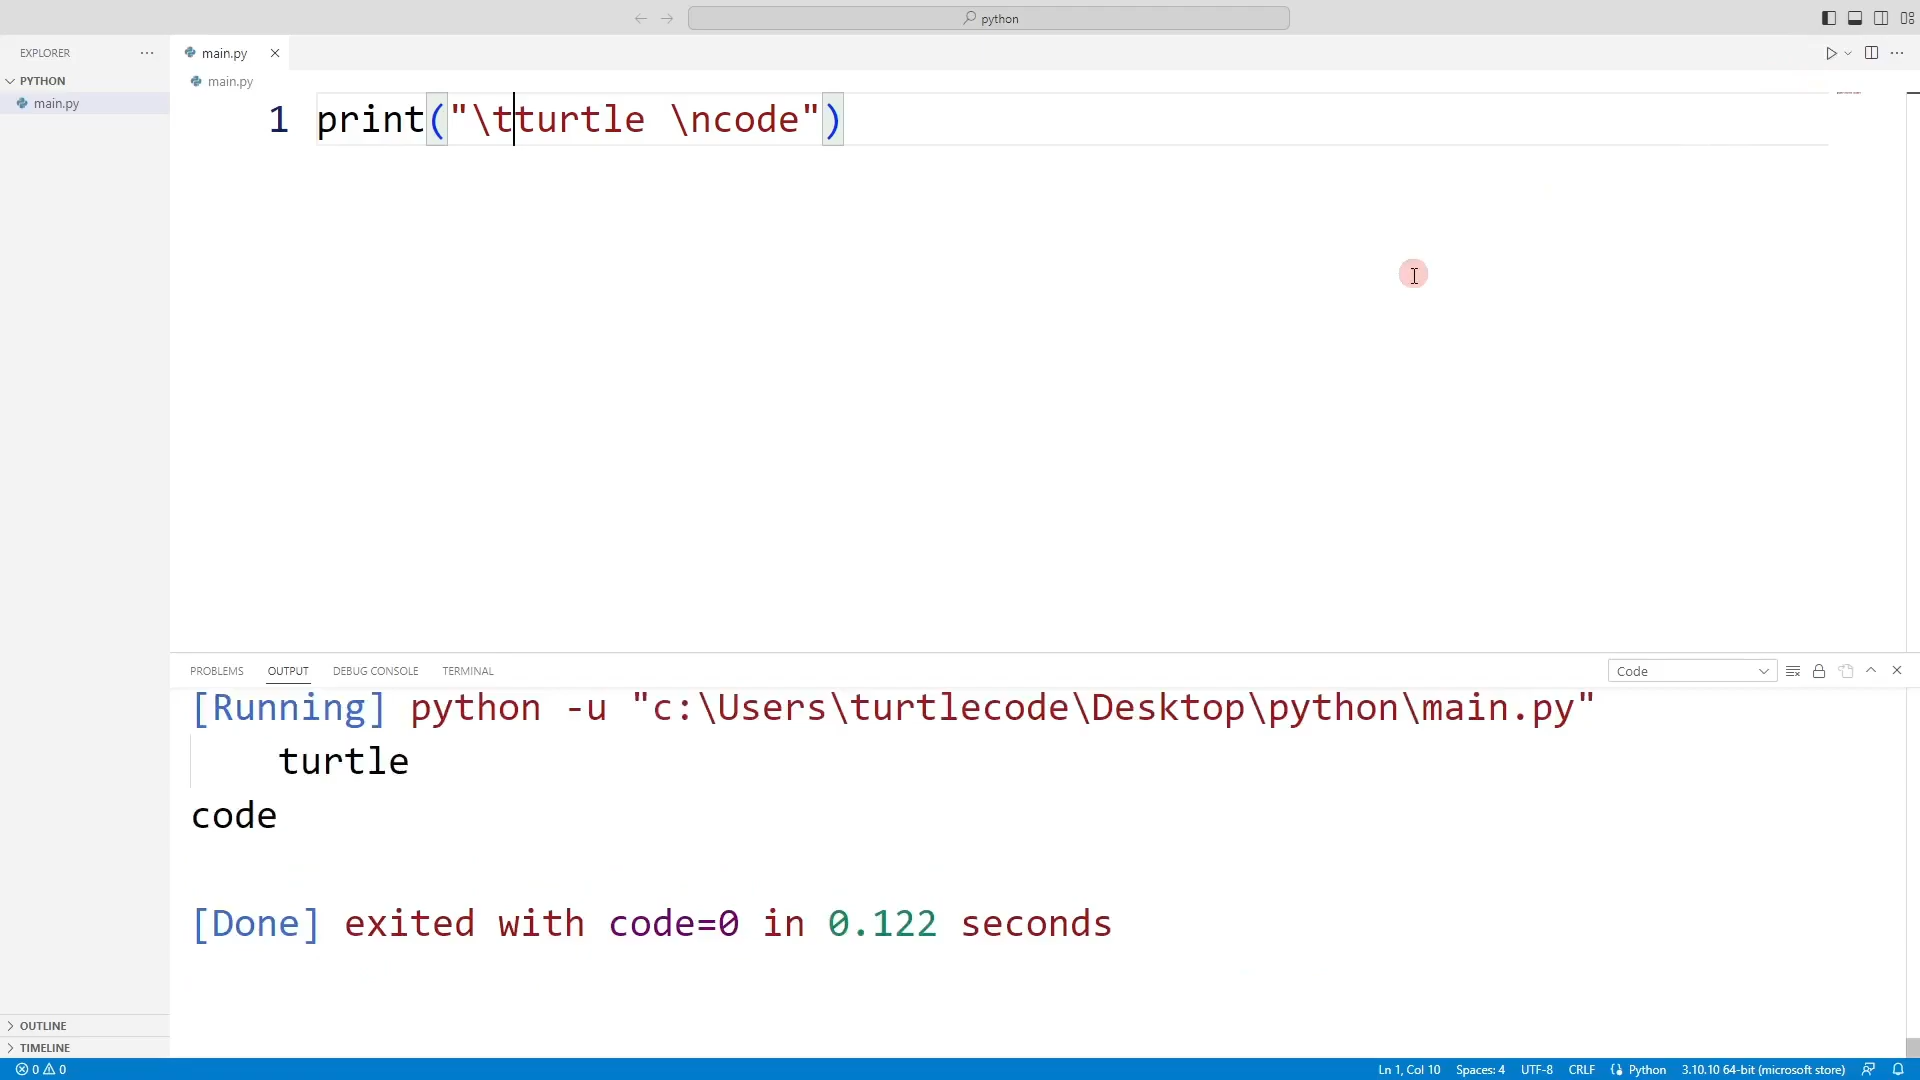 python
EXPLORER
main.py
PYTHON
main.py
main.py
1 print("\tturtle \ncode")
PROBLEMS OUTPUT DEBUG CONSOLE TERMINAL
Code
[Running] python -u "c:\Users\turtlecode\Desktop\python\main.py"
turtle
code
[Done] exited with code=0 in 0.122 seconds
OUTLINE
TIMELINE
0 0
Ln 1, Col 10 Spaces: 4 UTF-8 CRLF Python 3.10.10 64-bit (microsoft store)